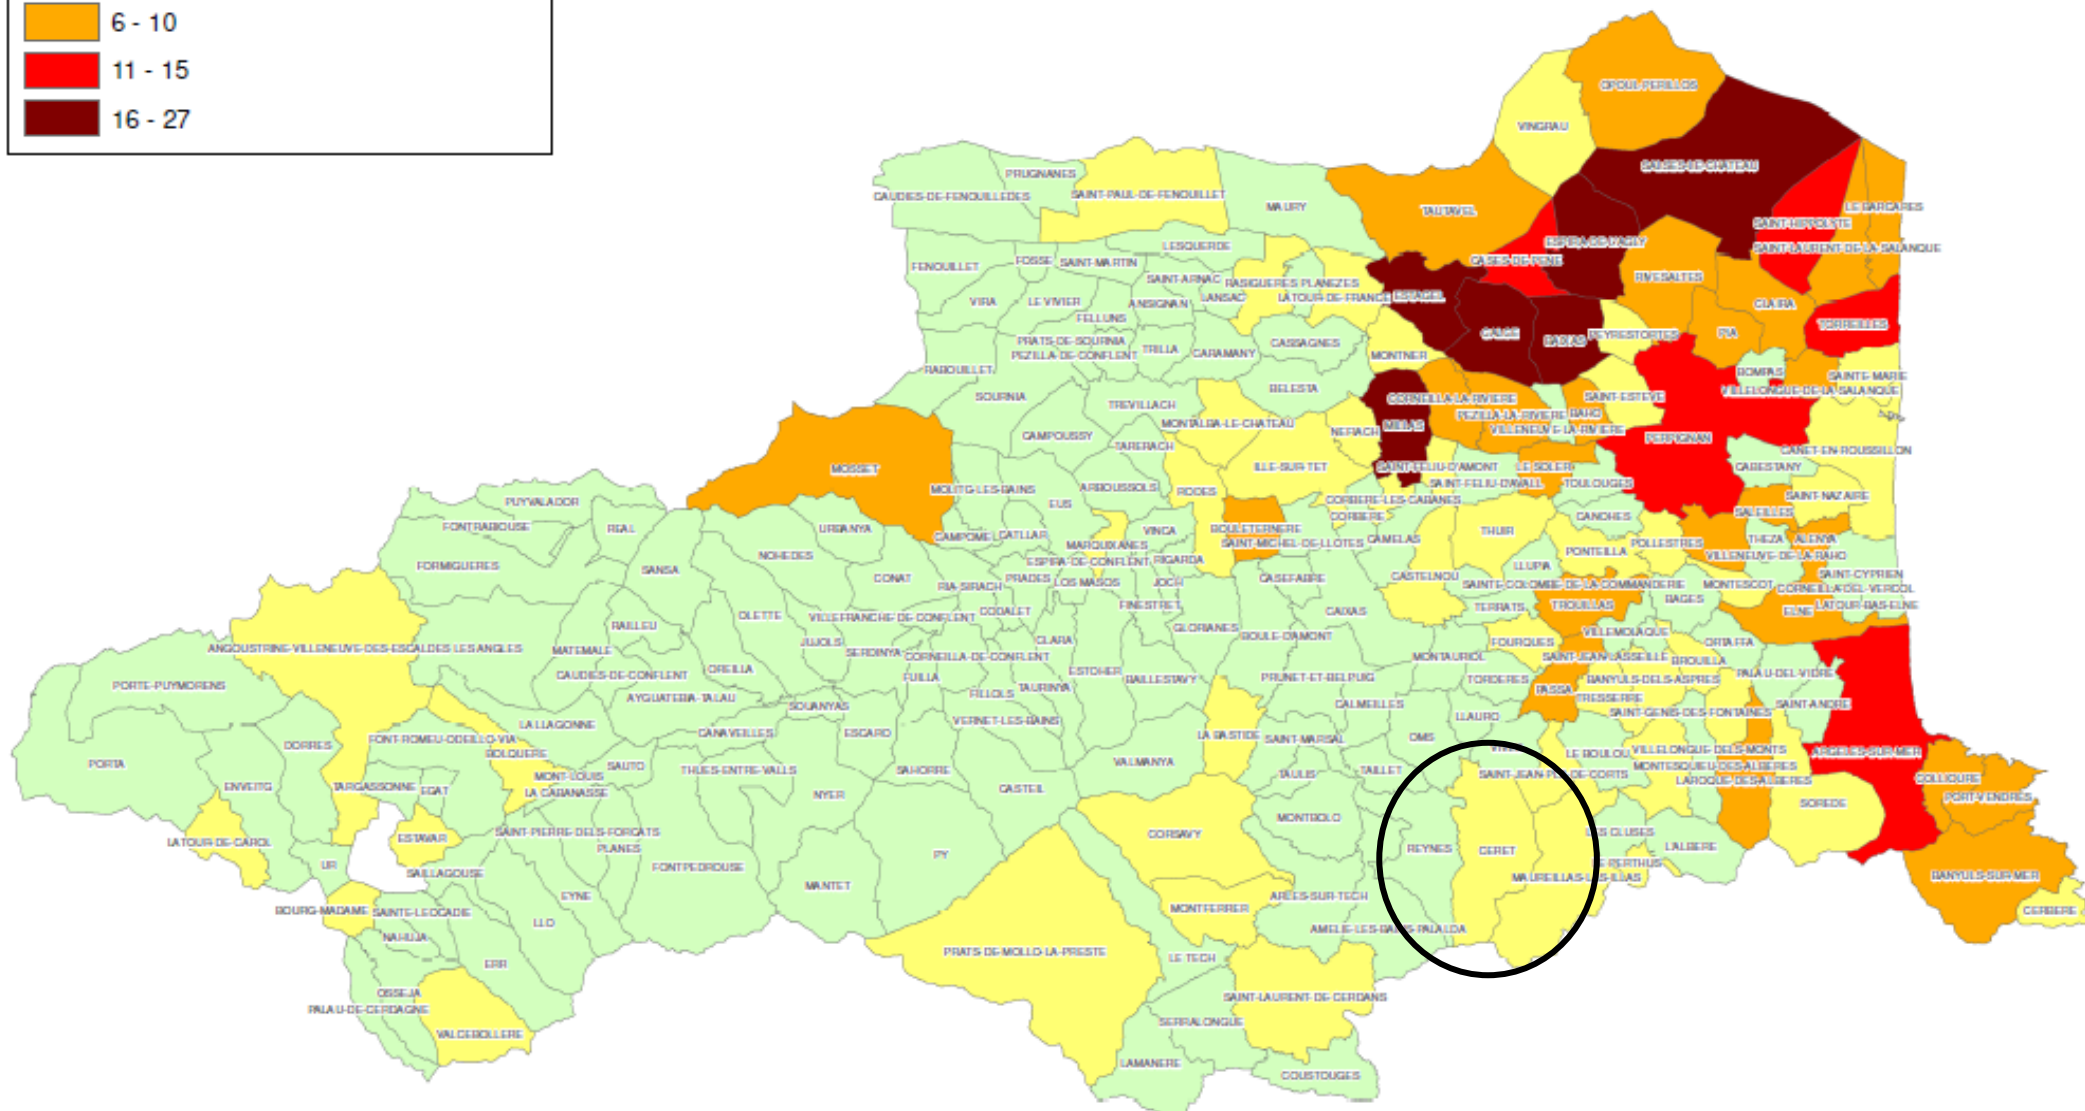 6 - 10
11 - 15
16 - 27
OPOUL-PERILLOS
VINGRAU
SALSES-LE-CHATEAU
PRUGNANES
CAUDIES-DE-FENOUILLEDES
SAINT-PAUL-DE-FENOUILLET
MAURY
TAUTAVEL
LE BARCARES
SAINT-HIPPOLYTE
SAINT-LAURENT-DE-LA-SALANQUE
ESPIRA-DE-L'AGLY
CASES-DE-PENE
LESQUERDE
FENOUILLET
FOSSE
SAINT-MARTIN
SAINT-ARNAC
RASIGUERES
PLANEZES
RIVESALTES
VIRA
LE VIVIER
ANSIGNAN
LANSAC
LATOUR-DE-FRANCE
ESTAGEL
CLAIRA
FELLUNS
TORREILLES
CALCE
BAIXAS
PEYRESTORTES
PIA
PRATS-DE-SOURNIA
PEZILLA-DE-CONFLENT
TRILLA
CARAMANY
CASSAGNES
MONTNER
RABOUILLET
BOMPAS
SAINTE-MARIE
VILLELONGUE-DE-LA-SALANQUE
SOURNIA
BELESTA
CORNEILLA-LA-RIVIERE
SAINT-ESTEVE
TREVILLACH
PEZILLA-LA-RIVIERE
BAHO
MONTALBA-LE-CHATEAU
NEFIACH
MILLAS
VILLENEUVE-LA-RIVIERE
CAMPOUSSY
TARERACH
PERPIGNAN
CANET-EN-ROUSSILLON
MOSSET
ILLE-SUR-TET
SAINT-FELIU-D'AMONT
LE SOLER
CABESTANY
MOLITG-LES-BAINS
ARBOUSSOLS
RODES
SAINT-FELIU-D'AVALL
TOULOUGES
SAINT-NAZAIRE
PUYVALADOR
EUS
CORBERE-LES-CABANES
CORBERE
SALEILLES
FONTRABIOUSE
REAL
URBANYA
CAMPOME
CATLLAR
VINCA
BOULETERNERE
SAINT-MICHEL-DE-LLOTES
CAMELAS
THUIR
CANOHES
MARQUIXANES
POLLESTRES
THEZA
ALENYA
NOHEDES
PONTEILLA
VILLENEUVE-DE-LA-RAHO
FORMIGUERES
SANSA
CONAT
RIA-SIRACH
PRADES
ESPIRA-DE-CONFLENT
LOS MASOS
RIGARDA
JOCH
CASEFABRE
CASTELNOU
LLUPIA
SAINTE-COLOMBE-DE-LA-COMMANDERIE
MONTESCOT
SAINT-CYPRIEN
CORNEILLA-DEL-VERCOL
BAGES
OLETTE
VILLEFRANCHE-DE-CONFLENT
CODALET
FINESTRET
CAIXAS
TERRATS
TROUILLAS
ELNE
LATOUR-BAS-ELNE
RAILLEU
GLORIANES
BOULE-D'AMONT
VILLEMOLAQUE
ORTAFFA
FOURQUES
ANGOUSTRINE-VILLENEUVE-DES-ESCALDES
LES ANGLES
MATEMALE
JUJOLS
SERDINYA
CLARA
CORNEILLA-DE-CONFLENT
MONTAURIOL
SAINT-JEAN-LASSEILLE
BROUILLA
PALAU-DEL-VIDRE
PORTE-PUYMORENS
CAUDIES-DE-CONFLENT
OREILLA
FUILLA
FILLOLS
TAURINYA
ESTOHER
BAILLESTAVY
PRUNET-ET-BELPUIG
TORDERES
BANYULS-DELS-ASPRES
PASSA
TRESSERRE
AYGUATEBIA-TALAU
SOUANYAS
VERNET-LES-BAINS
CALMEILLES
LLAURO
SAINT-GENIS-DES-FONTAINES
SAINT-ANDRE
LA LLAGONNE
CANAVEILLES
ESCARO
LA BASTIDE
SAINT-MARSAL
OMS
FONT-ROMEU-ODEILLO-VIA
DORRES
BOLQUERE
LE BOULOU
VILLELONGUE-DELS-MONTS
ARGELES-SUR-MER
PORTA
SAUTO
THUES-ENTRE-VALLS
SAHORRE
VALMANYA
TAULIS
TAILLET
SAINT-JEAN-PLA-DE-CORTS
MONTESQUIEU-DES-ALBERES
LAROQUE-DES-ALBERES
COLLIOURE
ENVEITG
TARGASSONNE
EGAT
MONT-LOUIS
LA CABANASSE
NYER
CASTEIL
PORT-VENDRES
SOREDE
LATOUR-DE-CAROL
ESTAVAR
SAINT-PIERRE-DELS-FORCATS
PLANES
CORSAVY
MONTBOLO
LES CLUSES
L'ALBERE
UR
SAILLAGOUSE
FONTPEDROUSE
PY
REYNES
CERET
LE PERTHUS
MAUREILLAS-LAS-ILLAS
MANTET
BANYULS-SUR-MER
BOURG-MADAME
SAINTE-LEOCADIE
EYNE
LLO
MONTFERRER
ARLES-SUR-TECH
CERBERE
NAHUJA
AMELIE-LES-BAINS-PALALDA
PRATS-DE-MOLLO-LA-PRESTE
LE TECH
ERR
OSSEJA
PALAU-DE-CERDAGNE
SAINT-LAURENT-DE-CERDANS
VALCEBOLLERE
SERRALONGUE
LAMANERE
COUSTOUGES